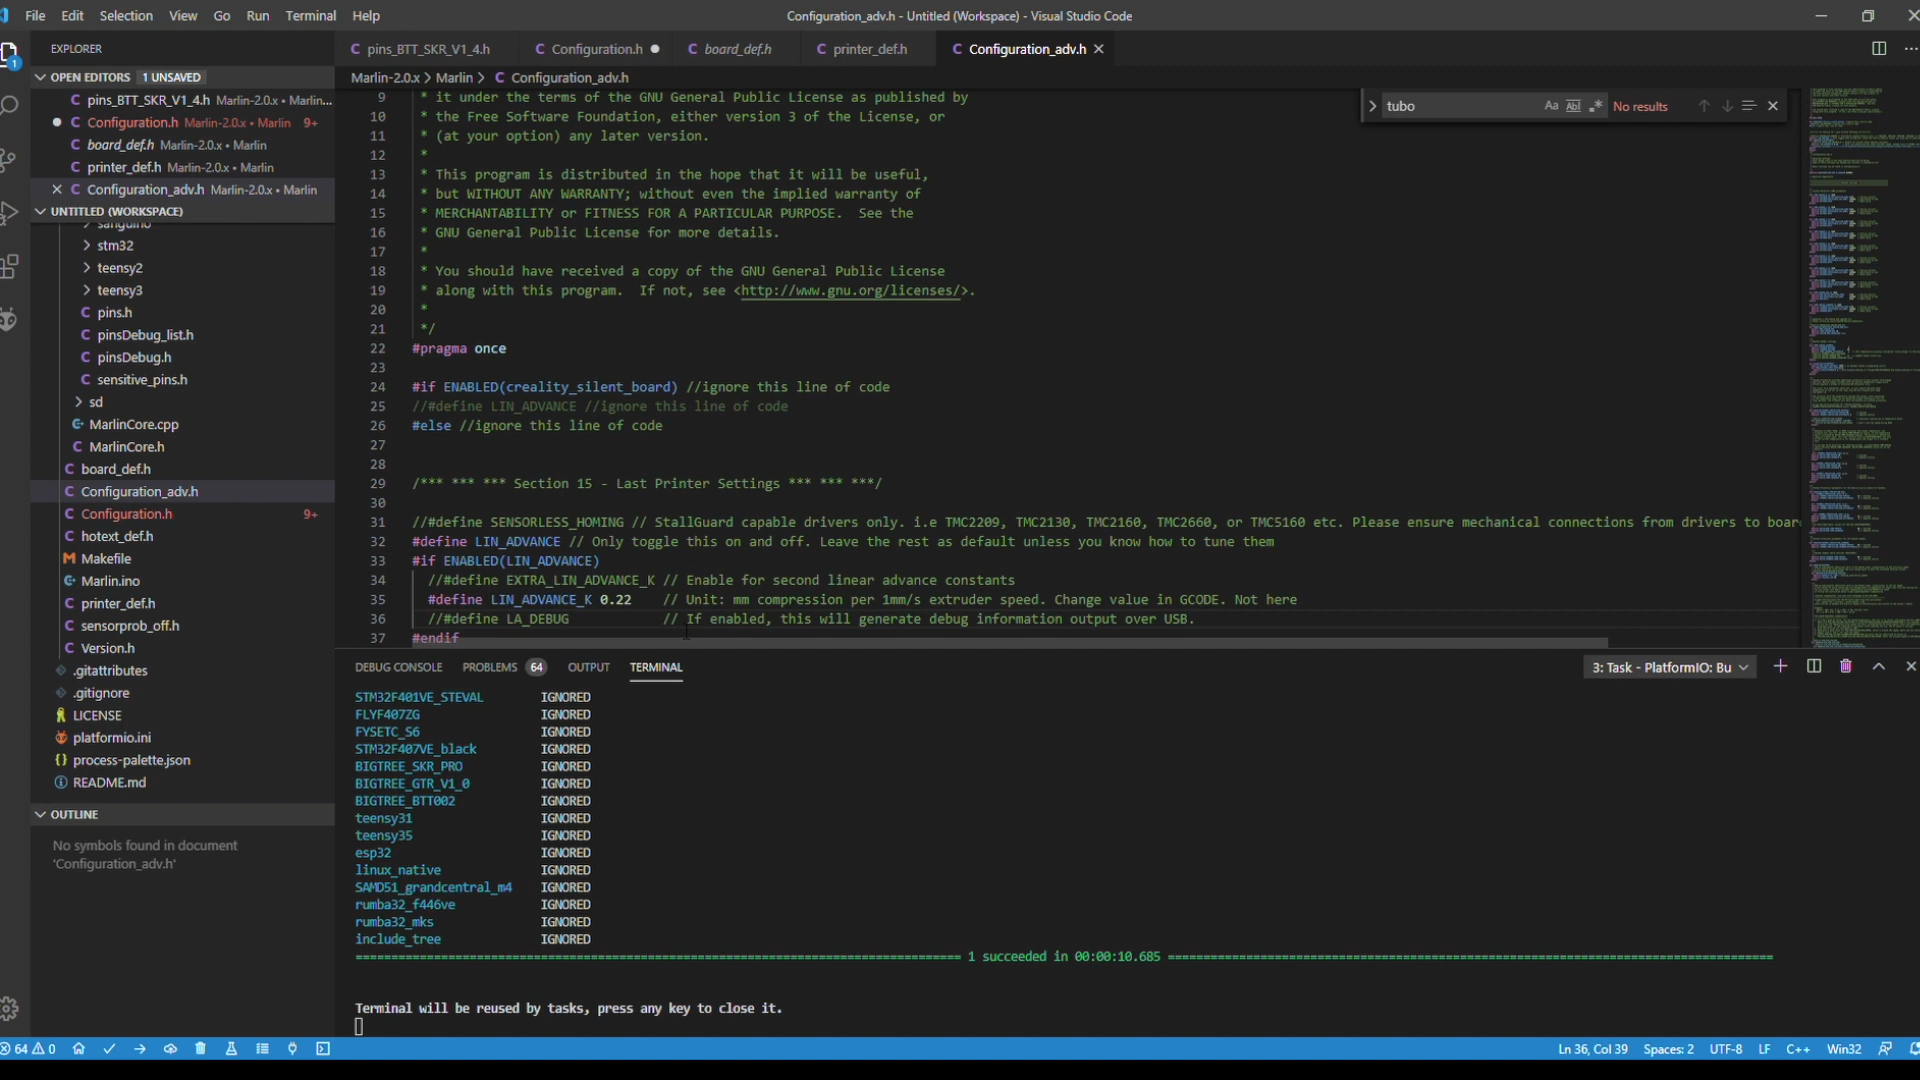 File Edit Selection View Go Run Terminal Help
Configuration_adv.h - Untitled (Workspace) - Visual Studio Code
EXPLORER
1
OPEN EDITORS 1 UNSAVED
C pins_BTT_SKR_V1_4.h Marlin-2.0.x • Marlin...
C Configuration.h Marlin-2.0.x • Marlin 9+
C board_def.h Marlin-2.0.x • Marlin
C printer_def.h Marlin-2.0.x • Marlin
C Configuration_adv.h Marlin-2.0.x • Marlin
UNTITLED (WORKSPACE)
sanguino
stm32
teensy2
teensy3
C pins.h
C pinsDebug_list.h
C pinsDebug.h
C sensitive_pins.h
sd
MarlinCore.cpp
C MarlinCore.h
C board_def.h
C Configuration_adv.h
C Configuration.h 9+
C hotext_def.h
M Makefile
Marlin.ino
C printer_def.h
C sensorprob_off.h
C Version.h
.gitattributes
.gitignore
LICENSE
platformio.ini
{} process-palette.json
README.md
OUTLINE
No symbols found in document
'Configuration_adv.h'
C pins_BTT_SKR_V1_4.h C Configuration.h C board_def.h C printer_def.h C Configuration_adv.h
Marlin-2.0.x > Marlin > C Configuration_adv.h
tubo Aa Abl .* No results
9 * it under the terms of the GNU General Public License as published by
10 * the Free Software Foundation, either version 3 of the License, or
11 * (at your option) any later version.
12 *
13 * This program is distributed in the hope that it will be useful,
14 * but WITHOUT ANY WARRANTY; without even the implied warranty of
15 * MERCHANTABILITY or FITNESS FOR A PARTICULAR PURPOSE.  See the
16 * GNU General Public License for more details.
17 *
18 * You should have received a copy of the GNU General Public License
19 * along with this program.  If not, see <http://www.gnu.org/licenses/>.
20 *
21 */
22 #pragma once
23
24 #if ENABLED(creality_silent_board) //ignore this line of code
25 //#define LIN_ADVANCE //ignore this line of code
26 #else //ignore this line of code
27
28
29 /*** *** *** Section 15 - Last Printer Settings *** *** ***/
30
31 //#define SENSORLESS_HOMING // StallGuard capable drivers only. i.e TMC2209, TMC2130, TMC2160, TMC2660, or TMC5160 etc. Please ensure mechanical connections from drivers to boar
32 #define LIN_ADVANCE // Only toggle this on and off. Leave the rest as default unless you know how to tune them
33 #if ENABLED(LIN_ADVANCE)
34 //#define EXTRA_LIN_ADVANCE_K // Enable for second linear advance constants
35 #define LIN_ADVANCE_K 0.22 // Unit: mm compression per 1mm/s extruder speed. Change value in GCODE. Not here
36 //#define LA_DEBUG // If enabled, this will generate debug information output over USB.
37 #endif
DEBUG CONSOLE PROBLEMS 64 OUTPUT TERMINAL
3: Task - PlatformIO: Bu
STM32F401VE_STEVAL IGNORED
FLYF407ZG IGNORED
FYSETC_S6 IGNORED
STM32F407VE_black IGNORED
BIGTREE_SKR_PRO IGNORED
BIGTREE_GTR_V1_0 IGNORED
BIGTREE_BTT002 IGNORED
teensy31 IGNORED
teensy35 IGNORED
esp32 IGNORED
linux_native IGNORED
SAMD51_grandcentral_m4 IGNORED
rumba32_f446ve IGNORED
rumba32_mks IGNORED
include_tree IGNORED
1 succeeded in 00:00:10.685
Terminal will be reused by tasks, press any key to close it.
64 0
Ln 36, Col 39 Spaces: 2 UTF-8 LF C++ Win32